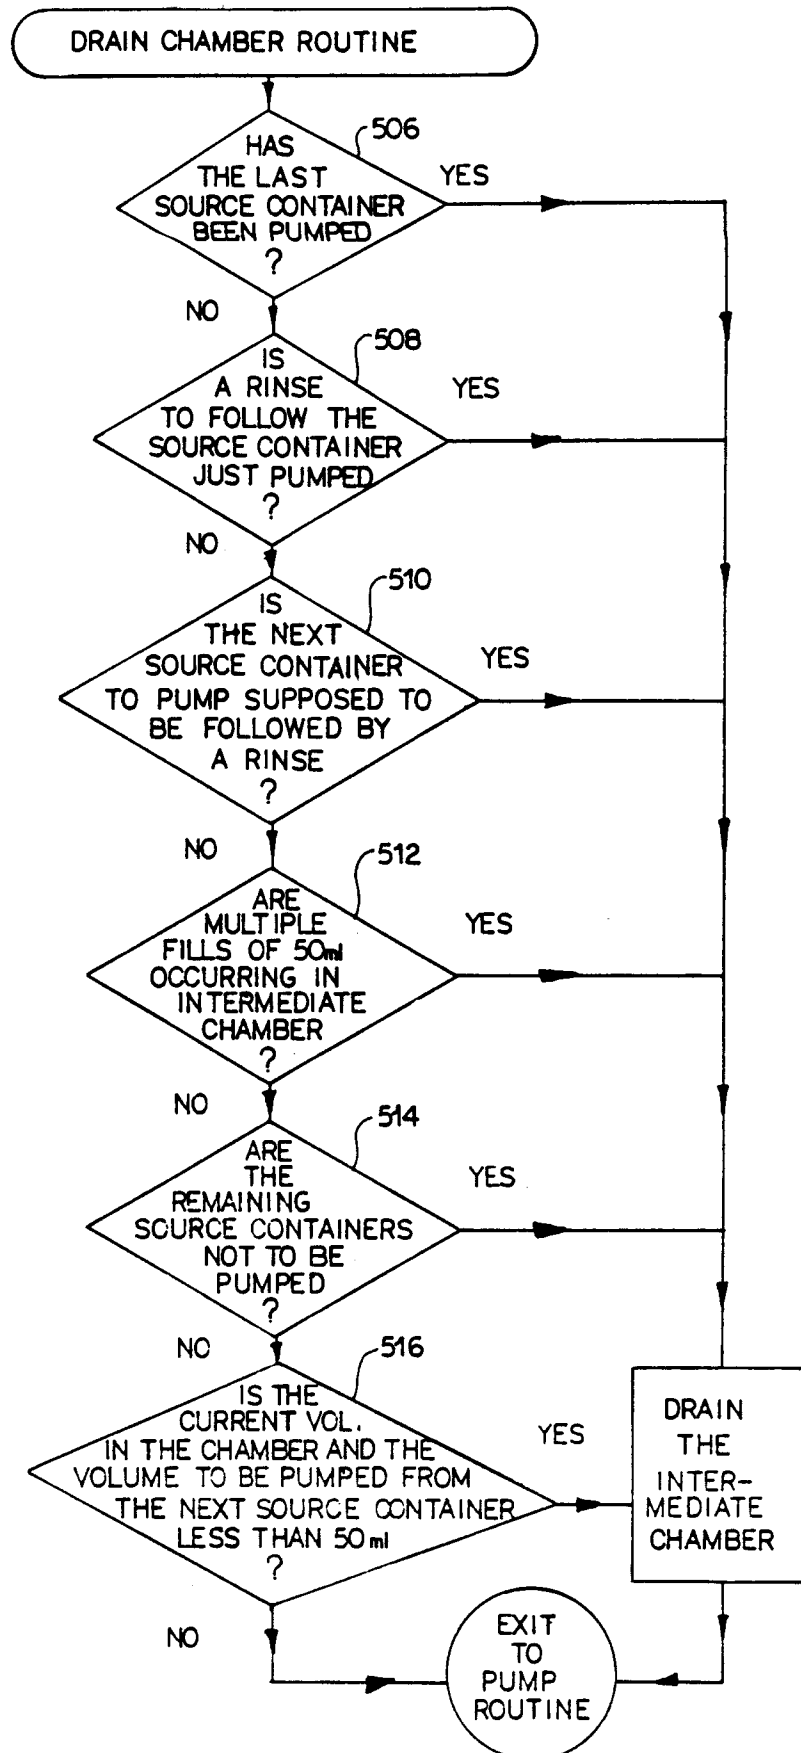 DRAIN CHAMBER ROUTINE
506
HAS
THE LAST
SOURCE CONTAINER
BEEN PUMPED
?
YES
NO
508
IS
A RINSE
TO FOLLOW THE
SOURCE CONTAINER
JUST PUMPED
?
YES
NO
510
IS
THE NEXT
SOURCE CONTAINER
TO PUMP SUPPOSED TO
BE FOLLOWED BY
A RINSE
?
YES
NO
512
ARE
MULTIPLE
FILLS OF 50ml
OCCURRING IN
INTERMEDIATE
CHAMBER
?
YES
NO
514
ARE
THE
REMAINING
SOURCE CONTAINERS
NOT TO BE
PUMPED
?
YES
NO
516
IS THE
CURRENT VOL.
IN THE CHAMBER AND THE
VOLUME TO BE PUMPED FROM
THE NEXT SOURCE CONTAINER
LESS THAN 50ml
?
YES
NO
DRAIN
THE
INTER-
MEDIATE
CHAMBER
EXIT
TO
PUMP
ROUTINE